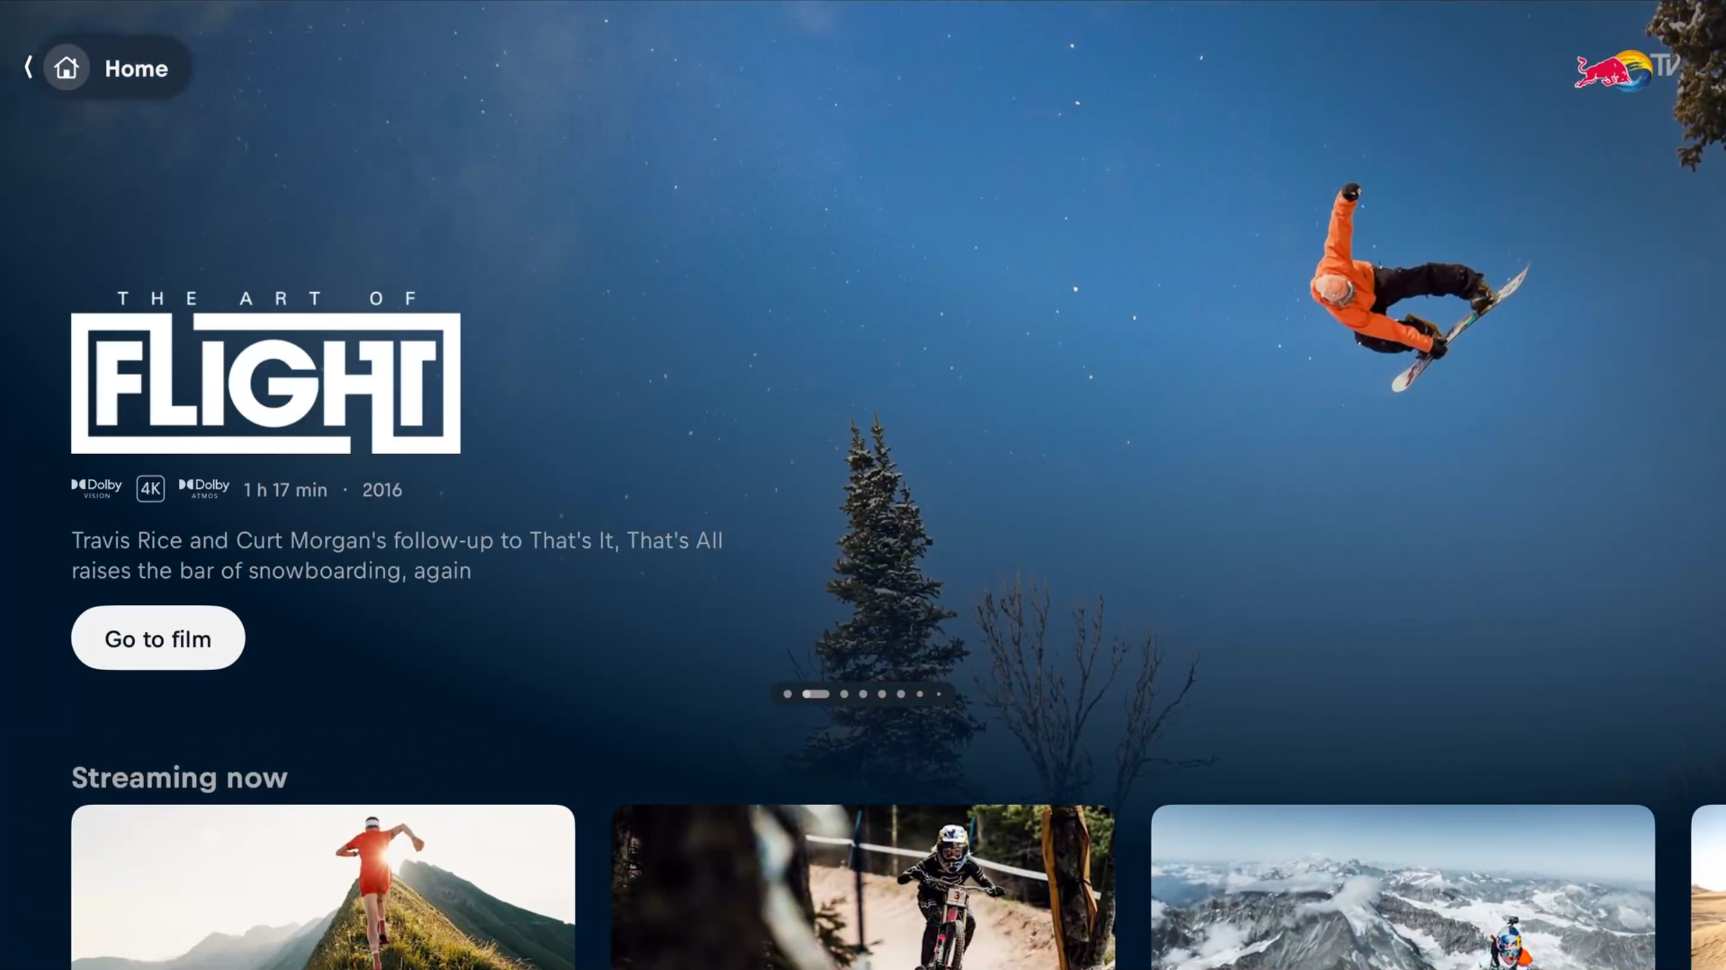 Home
TV
THE ART OF
FLIGHT
Dolby VISION 4K Dolby ATMOS 1 h 17 min · 2016
Travis Rice and Curt Morgan's follow-up to That's It, That's All
raises the bar of snowboarding, again
Go to film
Streaming now
3